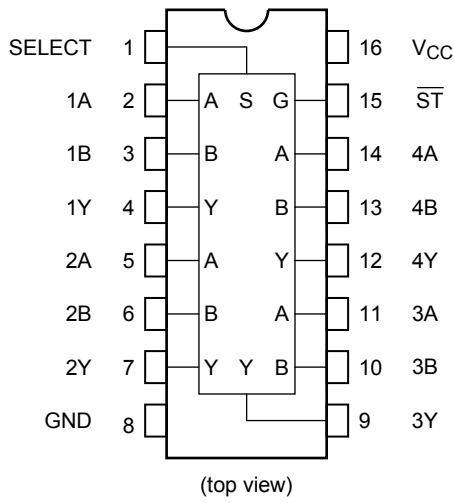 SELECT 1 16 VCC
1A 2 A S G 15 ST
1B 3 B A 14 4A
1Y 4 Y B 13 4B
2A 5 A Y 12 4Y
2B 6 B A 11 3A
2Y 7 Y Y B 10 3B
GND 8 9 3Y
(top view)